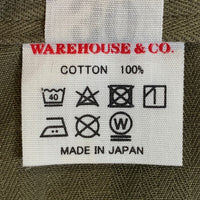 WAREHOUSE & CO.
COTTON 100%
40
W
MADE IN JAPAN